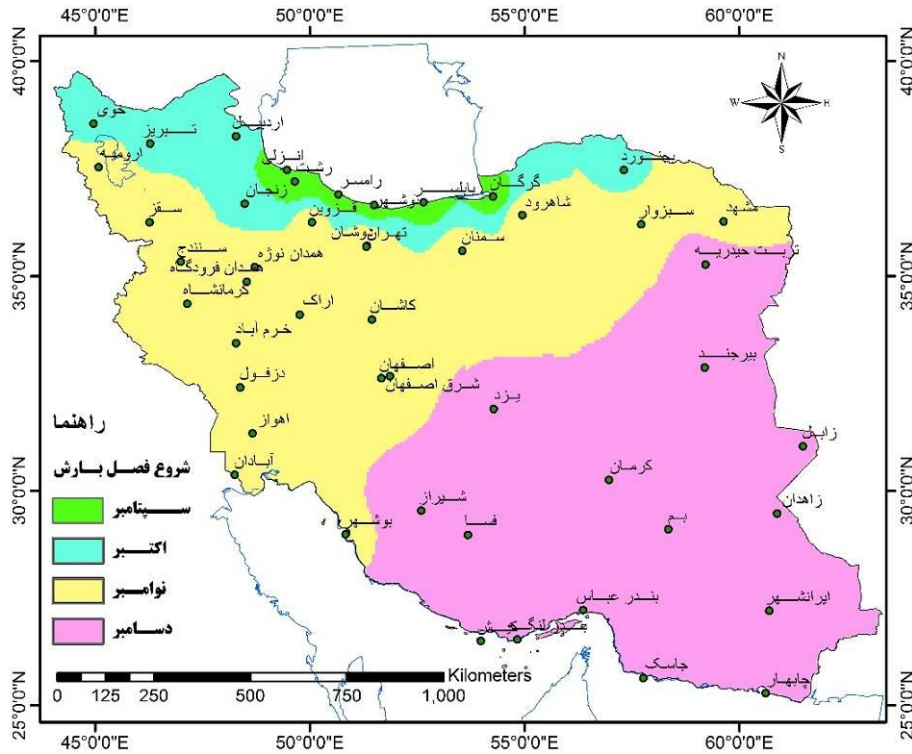 45°0'0"E 50°0'0"E 55°0'0"E 60°0'0"E
40°0'0"N
35°0'0"N
30°0'0"N
25°0'0"N
N
W E
S
خوی
تبریز
اردبیل
ارومیه
انزلی
رشت
زنجان
رامسر
نوشهر
بابلسر
گرگان
بجنورد
قزوین
سقز
شاهرود
سبزوار
مشهد
تهران
دوشان
سمنان
سنندج
همدان نوژه
همدان فرودگاه
تربت حیدریه
کرمانشاه
اراک
کاشان
خرم آباد
اصفهان
شرق اصفهان
بیرجند
دزفول
یزد
اهواز
زابل
آبادان
کرمان
شیراز
زاهدان
بوشهر
فسا
بم
بندر عباس
ایرانشهر
کیش
جاسک
چابهار
راهنما
شروع فصل بارش
سپتامبر
اکتبر
نوامبر
دسامبر
Kilometers
0 125 250 500 750 1,000
40°0'0"N
35°0'0"N
30°0'0"N
25°0'0"N
45°0'0"E 50°0'0"E 55°0'0"E 60°0'0"E